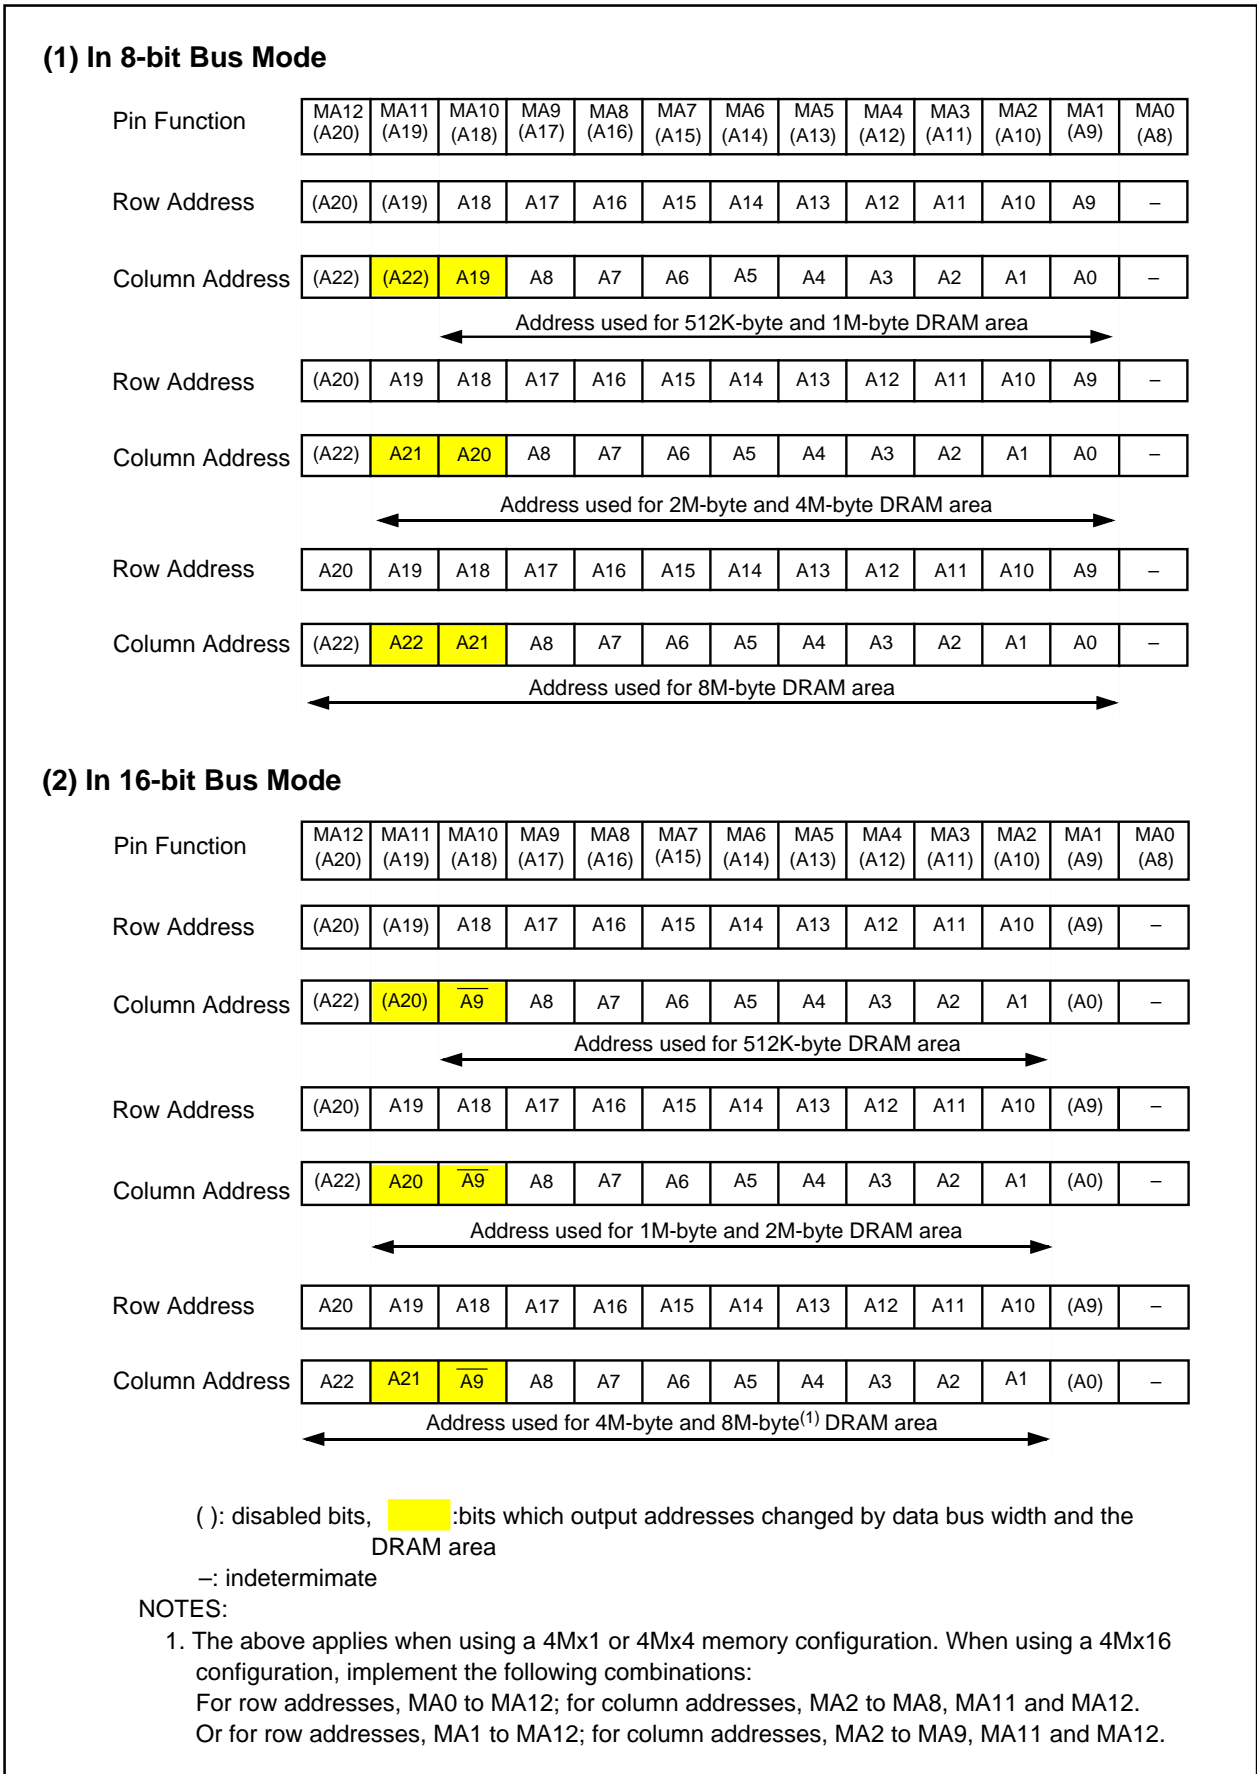 (1) In 8-bit Bus Mode
Pin Function MA12 MA11 MA10 MA9 MA8 MA7 MA6 MA5 MA4 MA3 MA2 MA1 MA0
(A20) (A19) (A18) (A17) (A16) (A15) (A14) (A13) (A12) (A11) (A10) (A9) (A8)
Row Address (A20) (A19) A18 A17 A16 A15 A14 A13 A12 A11 A10 A9 –
Column Address (A22) (A22) A19 A8 A7 A6 A5 A4 A3 A2 A1 A0 –
Address used for 512K-byte and 1M-byte DRAM area
Row Address (A20) A19 A18 A17 A16 A15 A14 A13 A12 A11 A10 A9 –
Column Address (A22) A21 A20 A8 A7 A6 A5 A4 A3 A2 A1 A0 –
Address used for 2M-byte and 4M-byte DRAM area
Row Address A20 A19 A18 A17 A16 A15 A14 A13 A12 A11 A10 A9 –
Column Address (A22) A22 A21 A8 A7 A6 A5 A4 A3 A2 A1 A0 –
Address used for 8M-byte DRAM area
(2) In 16-bit Bus Mode
Pin Function MA12 MA11 MA10 MA9 MA8 MA7 MA6 MA5 MA4 MA3 MA2 MA1 MA0
(A20) (A19) (A18) (A17) (A16) (A15) (A14) (A13) (A12) (A11) (A10) (A9) (A8)
Row Address (A20) (A19) A18 A17 A16 A15 A14 A13 A12 A11 A10 (A9) –
Column Address (A22) (A20) A̅9̅ A8 A7 A6 A5 A4 A3 A2 A1 (A0) –
Address used for 512K-byte DRAM area
Row Address (A20) A19 A18 A17 A16 A15 A14 A13 A12 A11 A10 (A9) –
Column Address (A22) A20 A̅9̅ A8 A7 A6 A5 A4 A3 A2 A1 (A0) –
Address used for 1M-byte and 2M-byte DRAM area
Row Address A20 A19 A18 A17 A16 A15 A14 A13 A12 A11 A10 (A9) –
Column Address A22 A21 A̅9̅ A8 A7 A6 A5 A4 A3 A2 A1 (A0) –
Address used for 4M-byte and 8M-byte(1) DRAM area
( ): disabled bits, :bits which output addresses changed by data bus width and the
DRAM area
–: indetermimate
NOTES:
1. The above applies when using a 4Mx1 or 4Mx4 memory configuration. When using a 4Mx16
configuration, implement the following combinations:
For row addresses, MA0 to MA12; for column addresses, MA2 to MA8, MA11 and MA12.
Or for row addresses, MA1 to MA12; for column addresses, MA2 to MA9, MA11 and MA12.